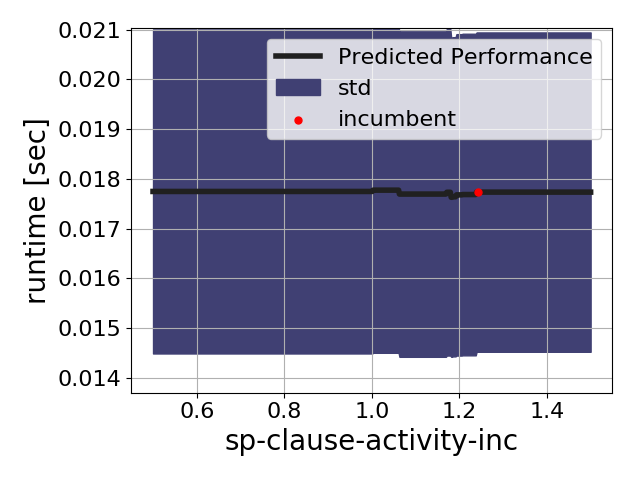 0.021
0.020
0.019
0.018
0.017
0.016
0.015
0.014
runtime [sec]
Predicted Performance
std
incumbent
0.6 0.8 1.0 1.2 1.4
sp-clause-activity-inc